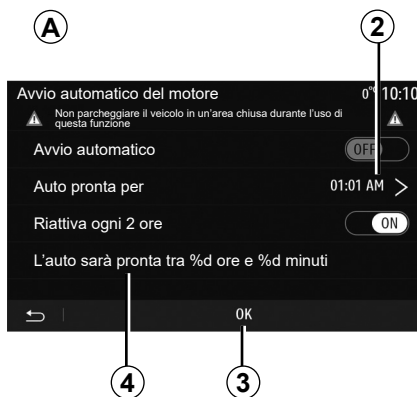 A
2
Avvio automatico del motore 0° 10:10
Non parcheggiare il veicolo in un'area chiusa durante l'uso di
questa funzione
Avvio automatico OFF
Auto pronta per 01:01 AM
Riattiva ogni 2 ore ON
L'auto sarà pronta tra %d ore e %d minuti
OK
4
3